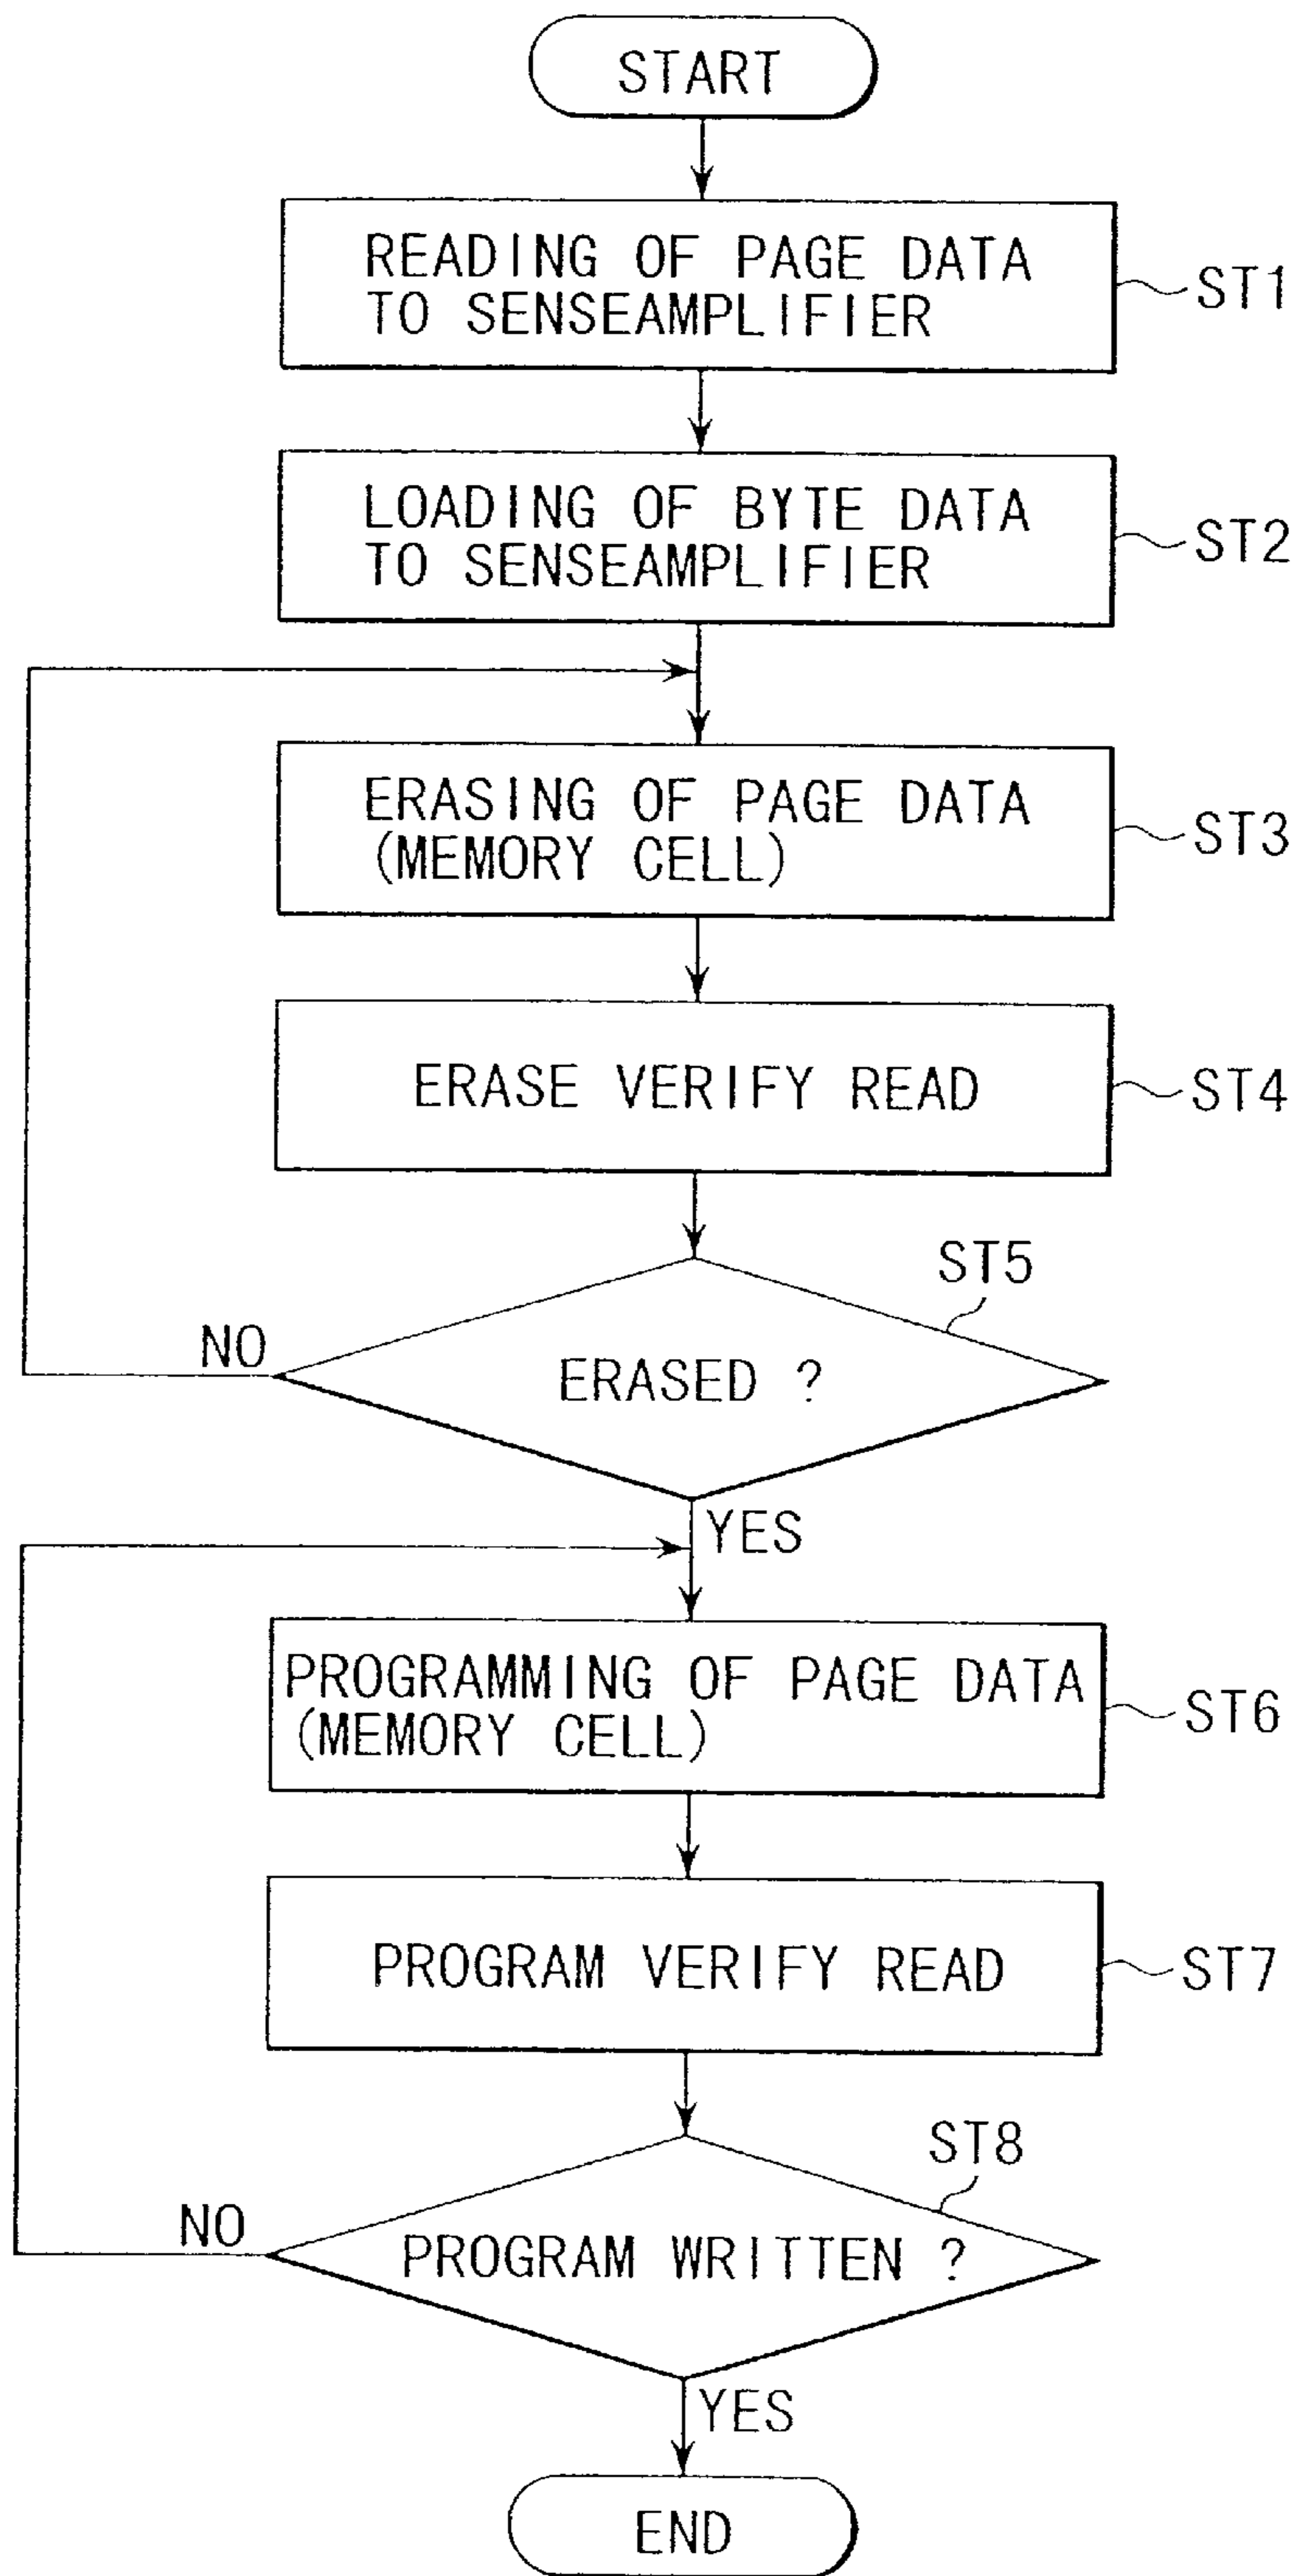 START
READING OF PAGE DATA
TO SENSEAMPLIFIER
ST1
LOADING OF BYTE DATA
TO SENSEAMPLIFIER
ST2
ERASING OF PAGE DATA
(MEMORY CELL)
ST3
ERASE VERIFY READ
ST4
ST5
NO
ERASED ?
YES
PROGRAMMING OF PAGE DATA
(MEMORY CELL)
ST6
PROGRAM VERIFY READ
ST7
ST8
NO
PROGRAM WRITTEN ?
YES
END